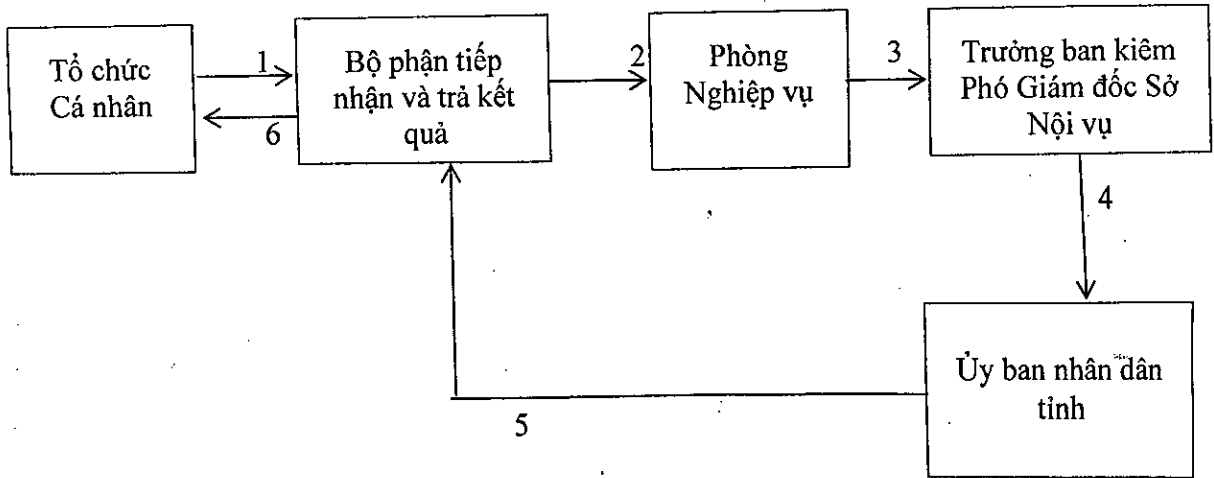 Tổ chức
Cá nhân
1
6
Bộ phận tiếp
nhận và trả kết
quả
2
Phòng
Nghiệp vụ
3
Trưởng ban kiêm
Phó Giám đốc Sở
Nội vụ
4
Ủy ban nhân dân
tỉnh
5